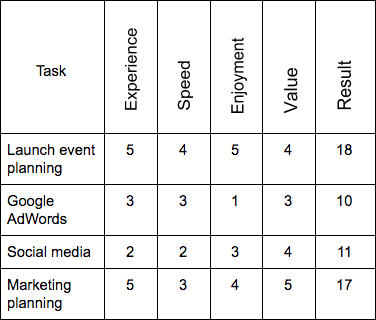 Task Experience Speed Enjoyment Value Result
Launch event
planning 5 4 5 4 18
Google
AdWords 3 3 1 3 10
Social media 2 2 3 4 11
Marketing
planning 5 3 4 5 17